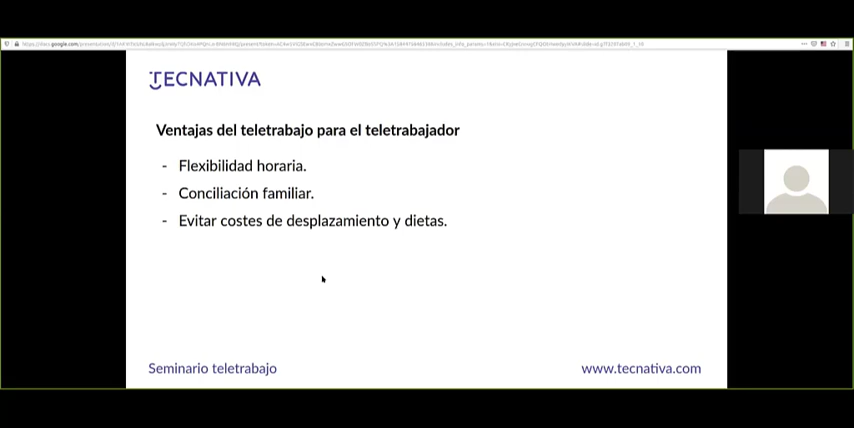 TECNATIVA
Ventajas del teletrabajo para el teletrabajador
- Flexibilidad horaria.
- Conciliación familiar.
- Evitar costes de desplazamiento y dietas.
Seminario teletrabajo
www.tecnativa.com